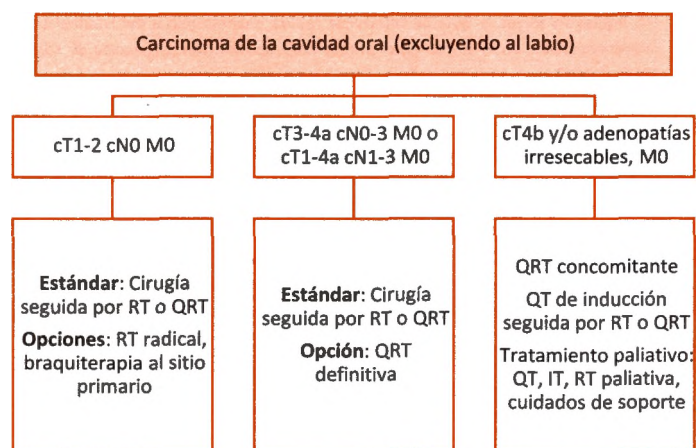 Carcinoma de la cavidad oral (excluyendo al labio)
cT1-2 cN0 M0
cT3-4a cN0-3 M0 o
cT1-4a cN1-3 M0
cT4b y/o adenopatías
irresecables, M0
Estándar: Cirugía
seguida por RT o QRT
Opciones: RT radical,
braquiterapia al sitio
primario
Estándar: Cirugía
seguida por RT o QRT
Opción: QRT
definitiva
QRT concomitante
QT de inducción
seguida por RT o QRT
Tratamiento paliativo:
QT, IT, RT paliativa,
cuidados de soporte